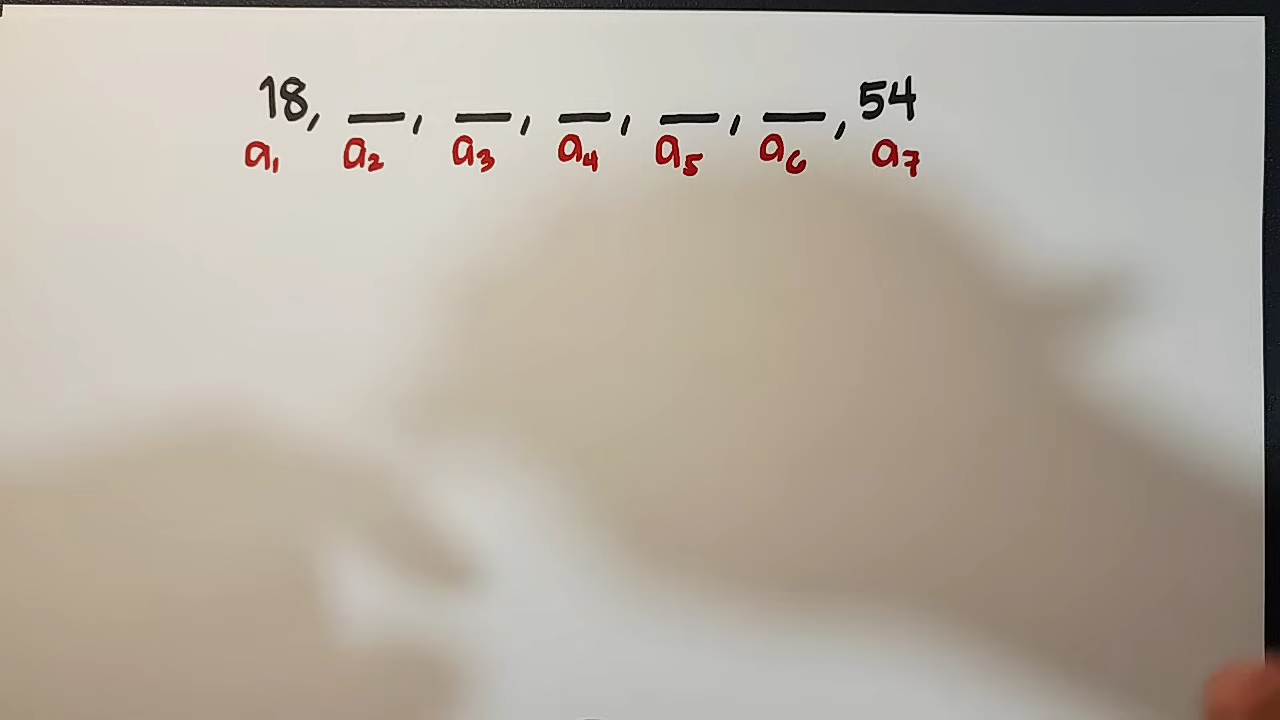 18, __, __, __, __, __, 54
a₁ a₂ a₃ a₄ a₅ a₆ a₇